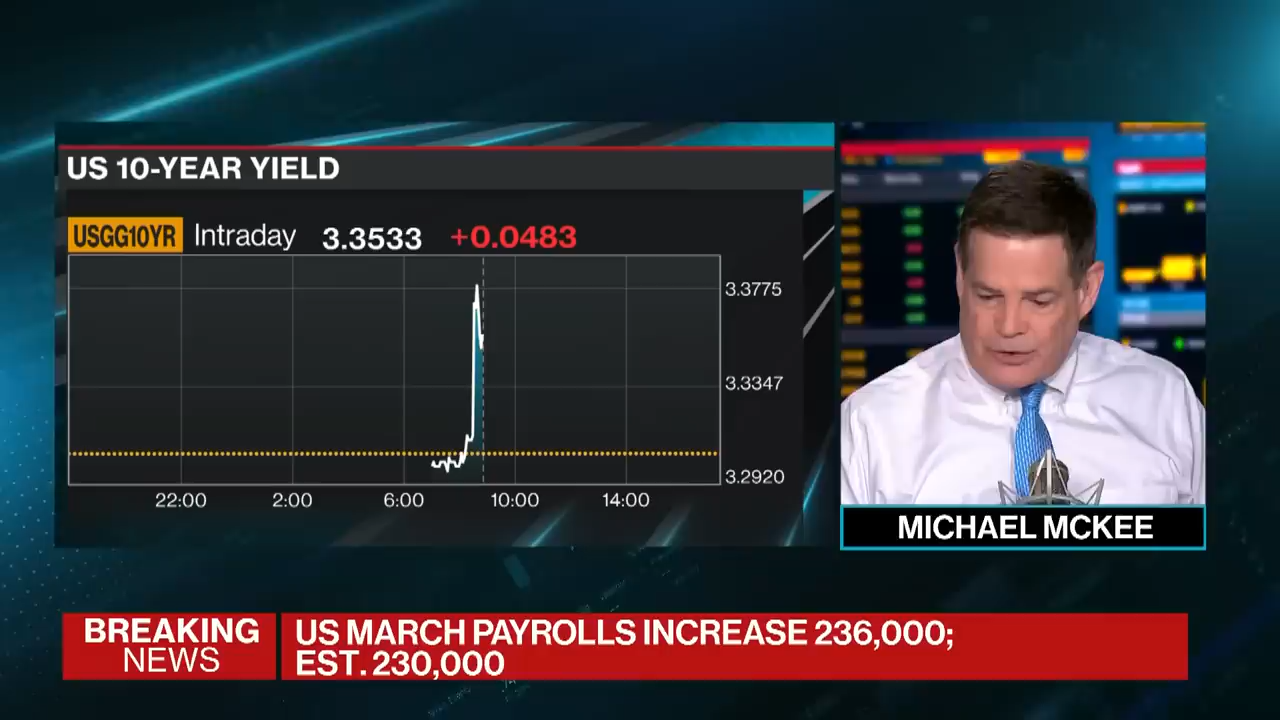 US 10-YEAR YIELD
USGG10YR Intraday 3.3533 +0.0483
3.3775
3.3347
3.2920
22:00 2:00 6:00 10:00 14:00
MICHAEL MCKEE
BREAKING
NEWS
US MARCH PAYROLLS INCREASE 236,000;
EST. 230,000